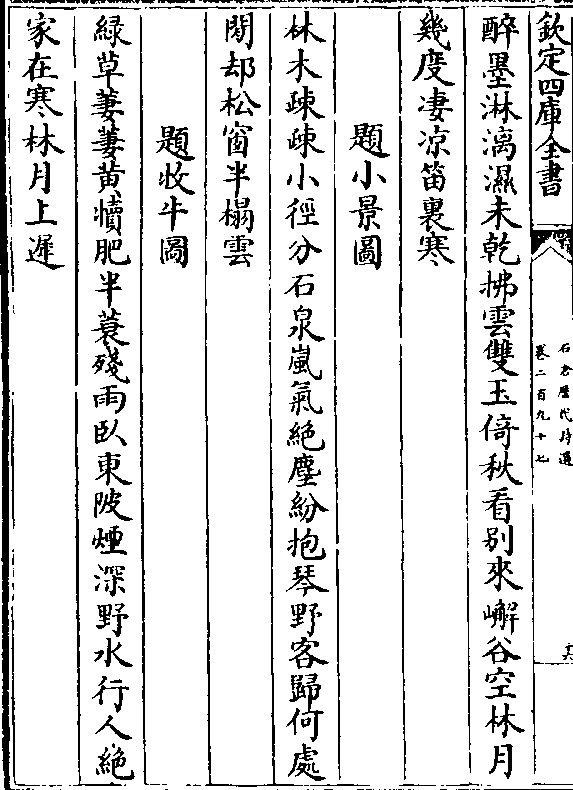 欽定四庫全書
石倉歷代詩選
卷二百九十七
醉墨淋漓濕未乾拂雲雙玉倚秋看别來嶰谷空林月
幾度凄凉笛裏寒
題小景圖
林木疎疎小徑分石泉嵐氣絶塵紛抱琴野客歸何處
閒却松窗半榻雲
題牧牛圖
緑草萋萋黄犢肥半蓑殘雨臥東陂煙深野水行人絶
家在寒林月上遲